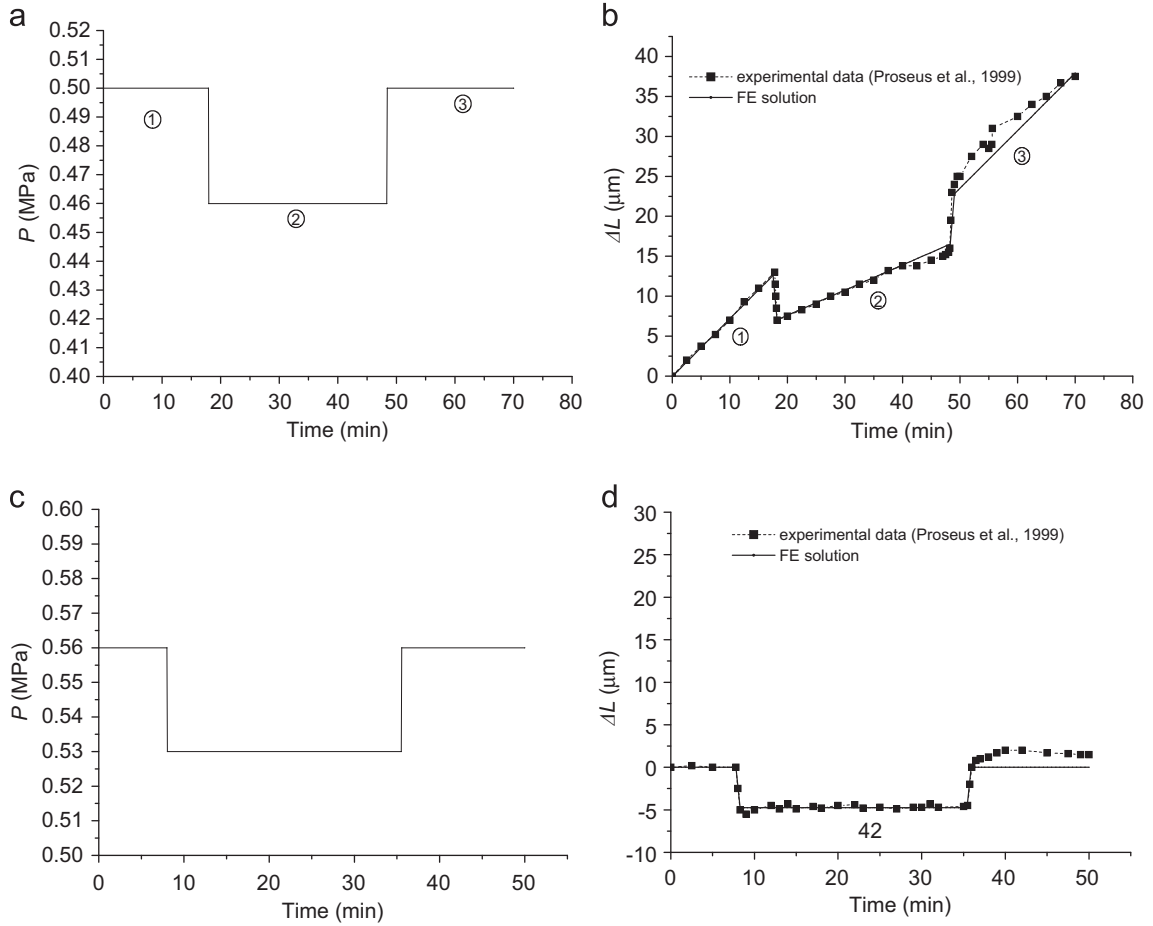 a
0.52
0.51
0.50
0.49
0.48
0.47
0.46
0.45
0.44
0.43
0.42
0.41
0.40
P (MPa)
①
②
③
0 10 20 30 40 50 60 70 80
Time (min)
b
40
35
30
25
20
15
10
5
0
ΔL (μm)
experimental data (Proseus et al., 1999)
FE solution
①
②
③
0 10 20 30 40 50 60 70 80
Time (min)
c
0.60
0.59
0.58
0.57
0.56
0.55
0.54
0.53
0.52
0.51
0.50
P (MPa)
0 10 20 30 40 50
Time (min)
d
30
25
20
15
10
5
0
-5
-10
ΔL (μm)
experimental data (Proseus et al., 1999)
FE solution
42
0 10 20 30 40 50
Time (min)